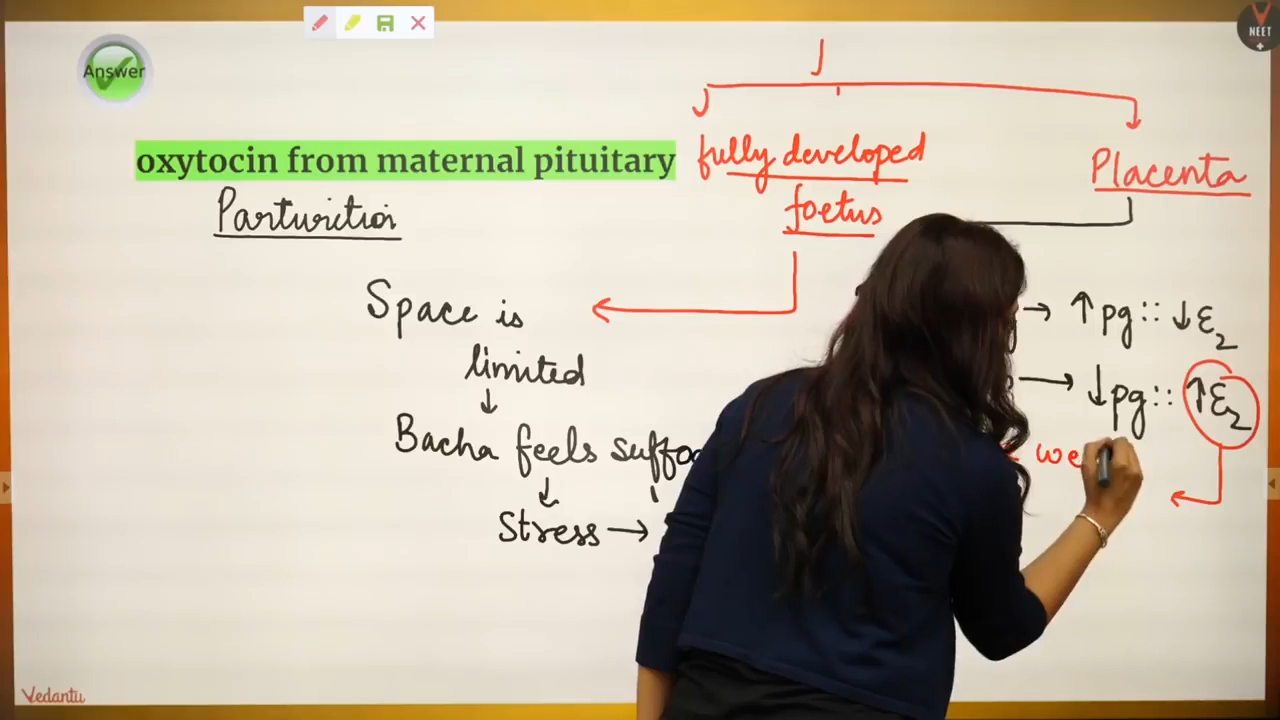 Answer
NEET
+
oxytocin from maternal pituitary
Parturition
fully developed
foetus
Placenta
Space is
limited
↓
Bacha feels
↓
Stress →
→ ↑pg :: ↓E2
→ ↓pg :: ↑E2
Vedantu